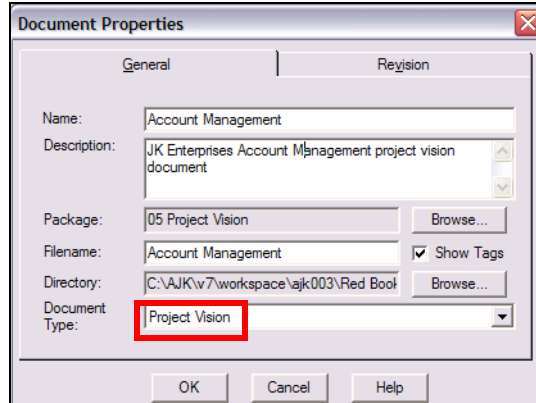 Document Properties
General
Revision
Name:
Account Management
Description:
JK Enterprises Account Management project vision
document
Package:
05 Project Vision
Browse...
Filename:
Account Management
Show Tags
Directory:
C:\AJK\v7\workspace\ajk003\Red Book
Browse...
Document
Type:
Project Vision
OK
Cancel
Help